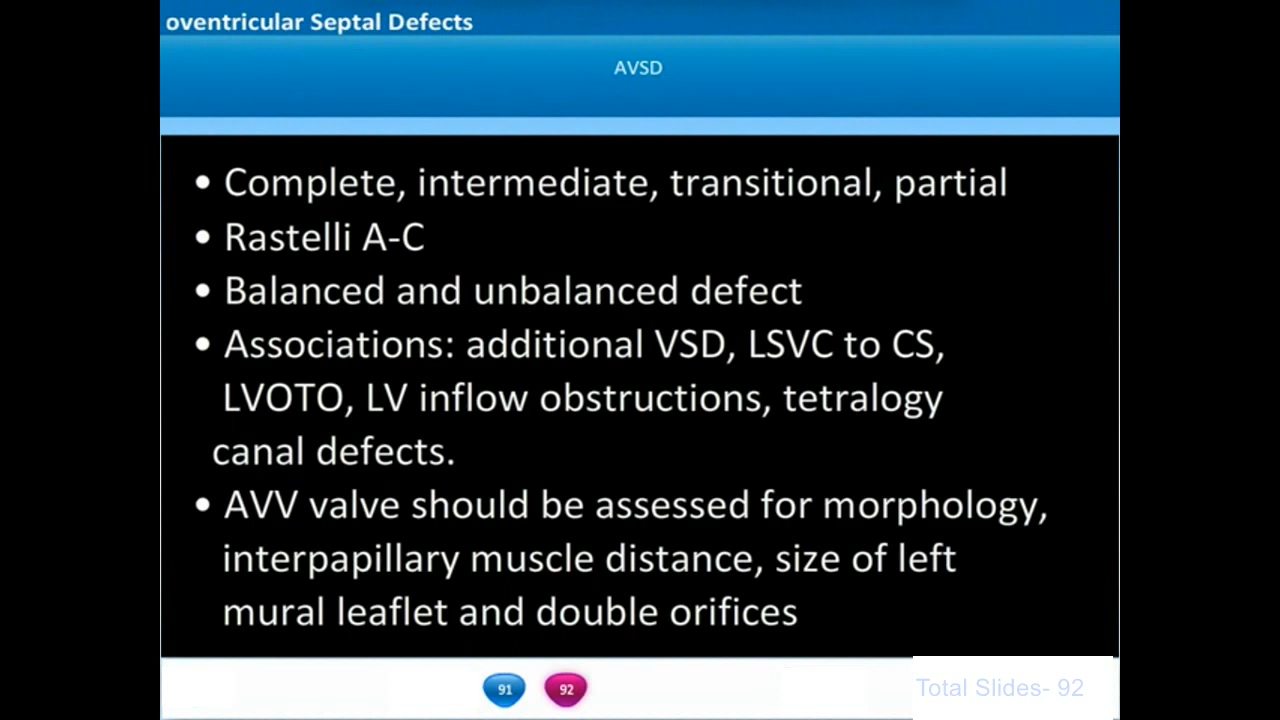 oventricular Septal Defects
AVSD
• Complete, intermediate, transitional, partial
• Rastelli A-C
• Balanced and unbalanced defect
• Associations: additional VSD, LSVC to CS,
LVOTO, LV inflow obstructions, tetralogy
canal defects.
• AVV valve should be assessed for morphology,
interpapillary muscle distance, size of left
mural leaflet and double orifices
91 92
Total Slides- 92